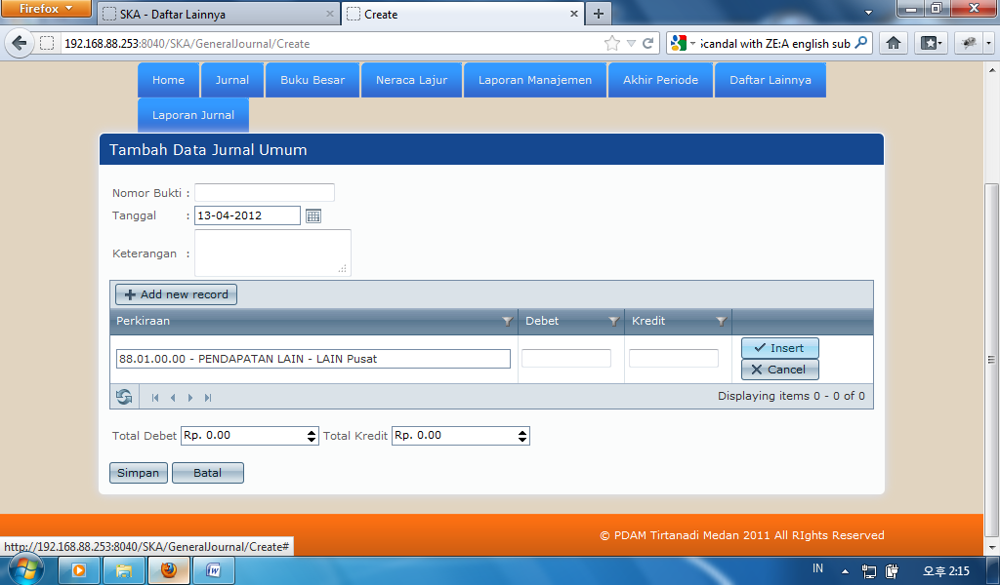 Firefox
SKA - Daftar Lainnya
Create
192.168.88.253:8040/SKA/GeneralJournal/Create
scandal with ZE:A english sub
Home
Jurnal
Buku Besar
Neraca Lajur
Laporan Manajemen
Akhir Periode
Daftar Lainnya
Laporan Jurnal
Tambah Data Jurnal Umum
Nomor Bukti :
Tanggal : 13-04-2012
Keterangan :
Add new record
Perkiraan Debet Kredit
88.01.00.00 - PENDAPATAN LAIN - LAIN Pusat
Insert
Cancel
Displaying items 0 - 0 of 0
Total Debet Rp. 0.00 Total Kredit Rp. 0.00
Simpan Batal
© PDAM Tirtanadi Medan 2011 All RIghts Reserved
http://192.168.88.253:8040/SKA/GeneralJournal/Create#
IN
오후 2:15